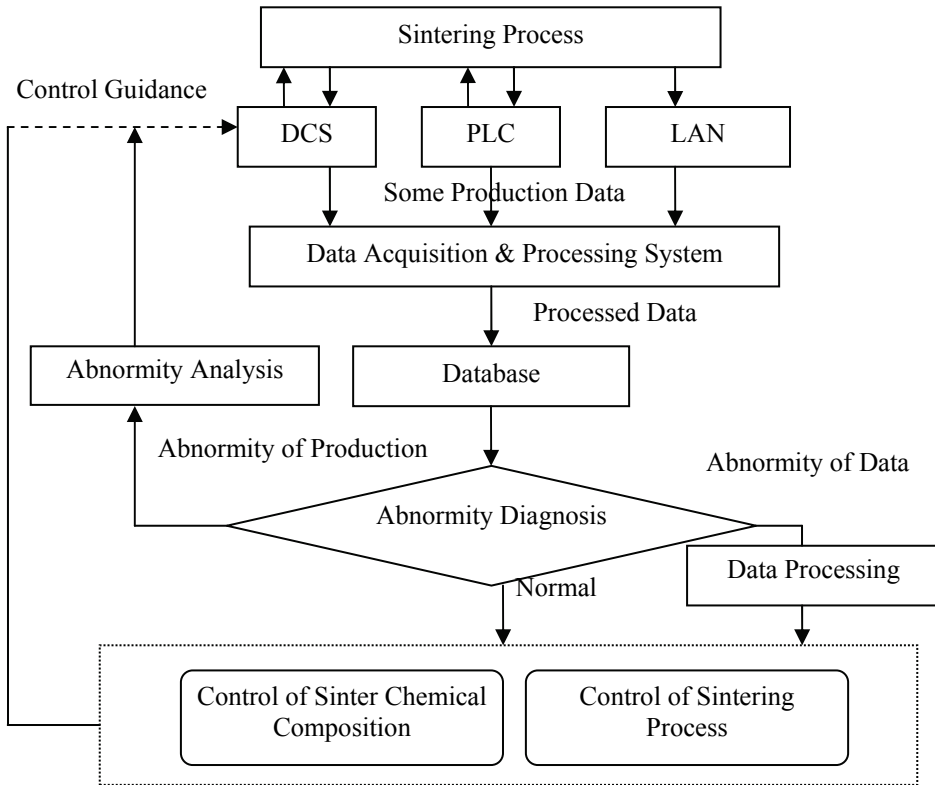 Sintering Process
Control Guidance
DCS
PLC
LAN
Some Production Data
Data Acquisition & Processing System
Processed Data
Abnormity Analysis
Database
Abnormity of Production
Abnormity of Data
Abnormity Diagnosis
Data Processing
Normal
Control of Sinter Chemical
Composition
Control of Sintering
Process